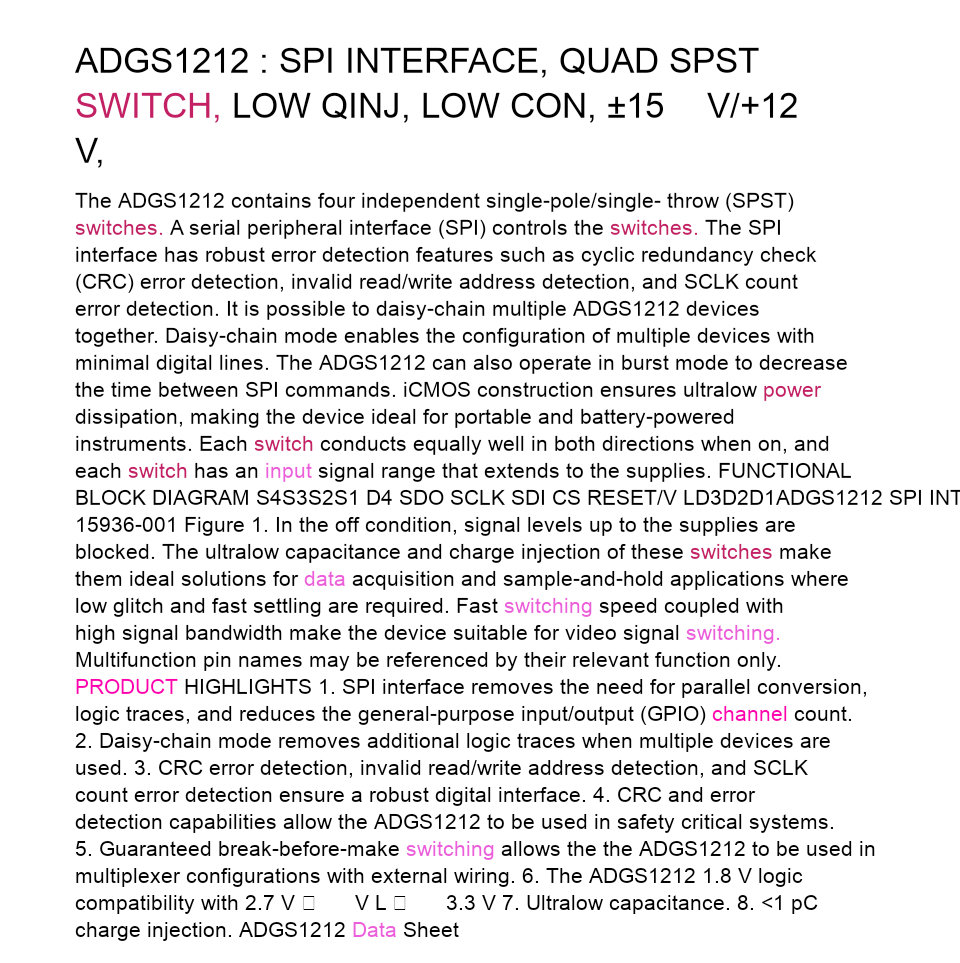 ADGS1212 : SPI INTERFACE, QUAD SPST
SWITCH, LOW QINJ, LOW CON, ±15 V/+12
V,
The ADGS1212 contains four independent single-pole/single- throw (SPST)
switches. A serial peripheral interface (SPI) controls the switches. The SPI
interface has robust error detection features such as cyclic redundancy check
(CRC) error detection, invalid read/write address detection, and SCLK count
error detection. It is possible to daisy-chain multiple ADGS1212 devices
together. Daisy-chain mode enables the configuration of multiple devices with
minimal digital lines. The ADGS1212 can also operate in burst mode to decrease
the time between SPI commands. iCMOS construction ensures ultralow power
dissipation, making the device ideal for portable and battery-powered
instruments. Each switch conducts equally well in both directions when on, and
each switch has an input signal range that extends to the supplies. FUNCTIONAL
BLOCK DIAGRAM S4S3S2S1 D4 SDO SCLK SDI CS RESET/V LD3D2D1ADGS1212 SPI INT
15936-001 Figure 1. In the off condition, signal levels up to the supplies are
blocked. The ultralow capacitance and charge injection of these switches make
them ideal solutions for data acquisition and sample-and-hold applications where
low glitch and fast settling are required. Fast switching speed coupled with
high signal bandwidth make the device suitable for video signal switching.
Multifunction pin names may be referenced by their relevant function only.
PRODUCT HIGHLIGHTS 1. SPI interface removes the need for parallel conversion,
logic traces, and reduces the general-purpose input/output (GPIO) channel count.
2. Daisy-chain mode removes additional logic traces when multiple devices are
used. 3. CRC error detection, invalid read/write address detection, and SCLK
count error detection ensure a robust digital interface. 4. CRC and error
detection capabilities allow the ADGS1212 to be used in safety critical systems.
5. Guaranteed break-before-make switching allows the the ADGS1212 to be used in
multiplexer configurations with external wiring. 6. The ADGS1212 1.8 V logic
compatibility with 2.7 V □ V L □ 3.3 V 7. Ultralow capacitance. 8. <1 pC
charge injection. ADGS1212 Data Sheet